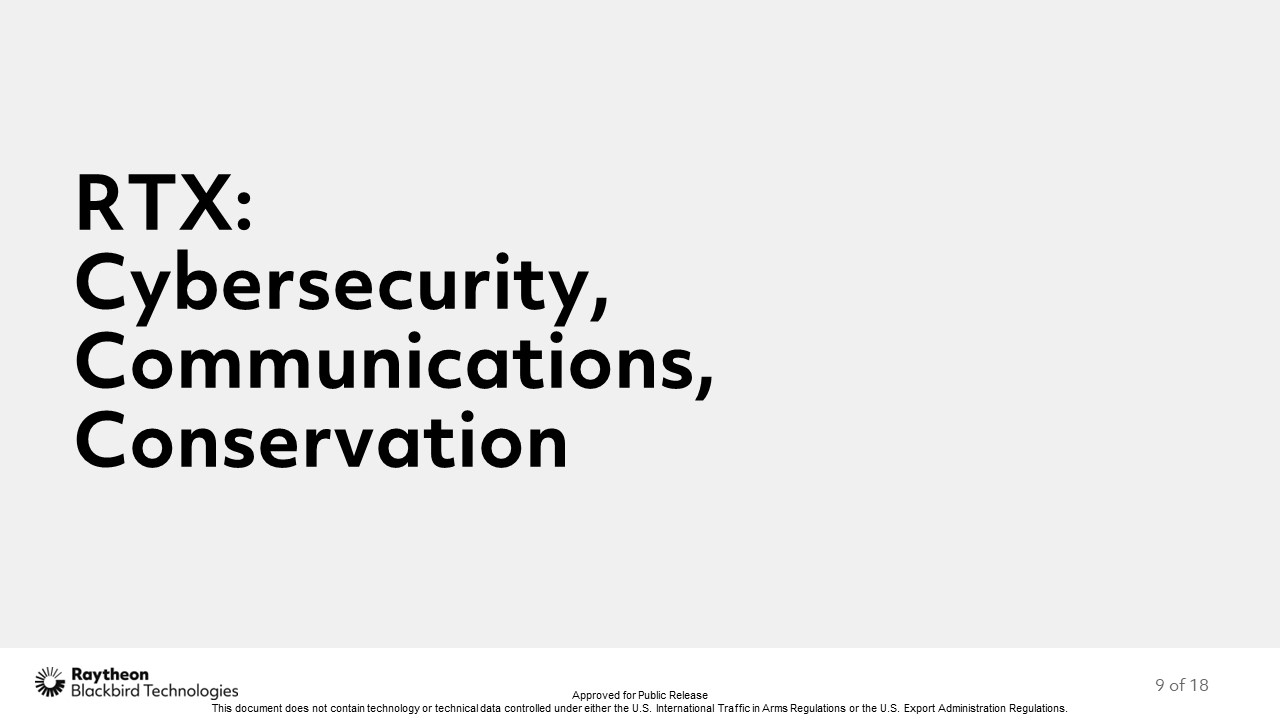 RTX:
Cybersecurity,
Communications,
Conservation
Raytheon
Blackbird Technologies
Approved for Public Release
This document does not contain technology or technical data controlled under either the U.S. International Traffic in Arms Regulations or the U.S. Export Administration Regulations.
9 of 18